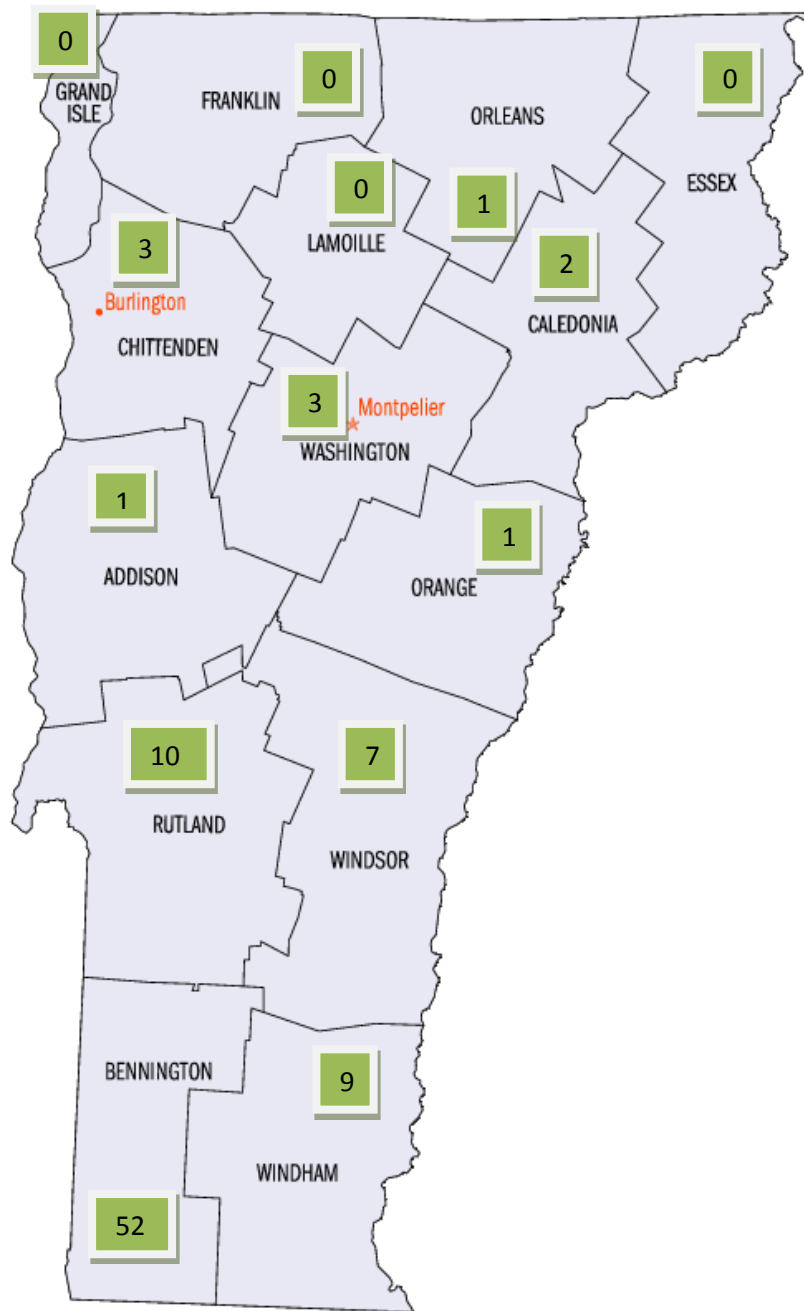 0
GRAND
ISLE
FRANKLIN
0
ORLEANS
0
ESSEX
0
LAMOILLE
1
3
Burlington
CHITTENDEN
2
CALEDONIA
3
Montpelier
WASHINGTON
1
ADDISON
1
ORANGE
10
RUTLAND
7
WINDSOR
BENNINGTON
52
9
WINDHAM